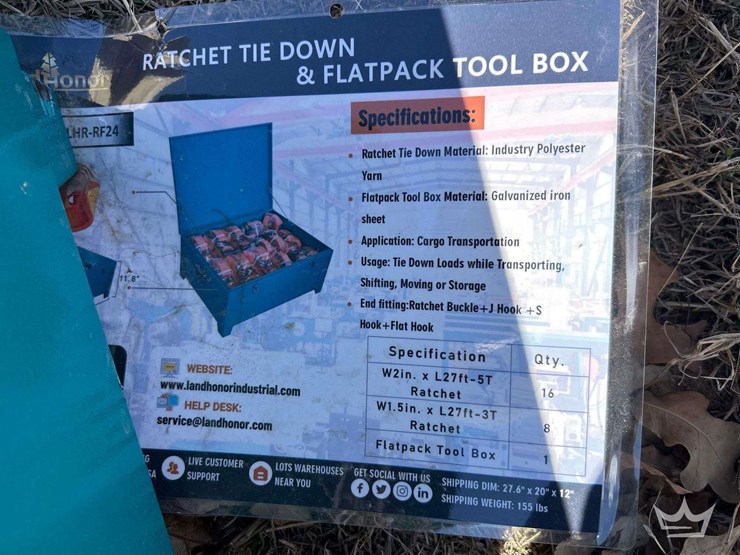 RATCHET TIE DOWN
& FLATPACK TOOL BOX
Honor
LHR-RF24
Specifications:
• Ratchet Tie Down Material: Industry Polyester
Yarn
• Flatpack Tool Box Material: Galvanized iron
sheet
• Application: Cargo Transportation
• Usage: Tie Down Loads while Transporting,
Shifting, Moving or Storage
• End fitting:Ratchet Buckle+J Hook +S
Hook+Flat Hook
11.8"
Specification Qty.
W2in. x L27ft-5T
Ratchet 16
W1.5in. x L27ft-3T
Ratchet 8
Flatpack Tool Box 1
WEBSITE:
www.landhonorindustrial.com
HELP DESK:
service@landhonor.com
LIVE CUSTOMER
SUPPORT
LOTS WAREHOUSES
NEAR YOU
GET SOCIAL WITH US
SHIPPING DIM: 27.6" x 20" x 12"
SHIPPING WEIGHT: 155 lbs